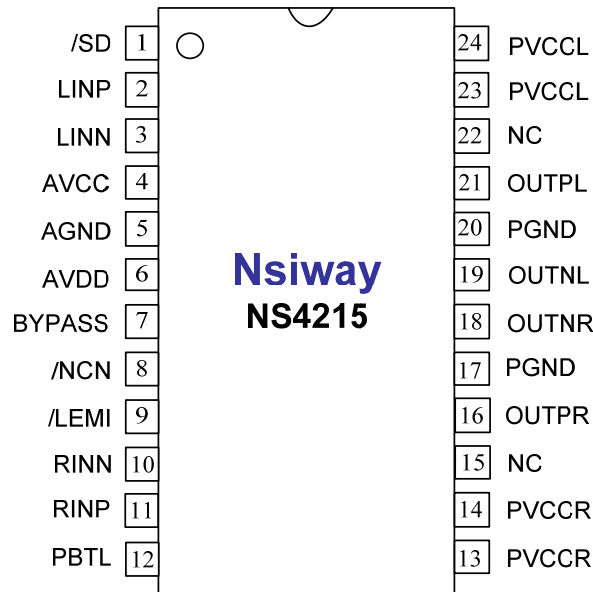 /SD 1 24 PVCCL
LINP 2 23 PVCCL
LINN 3 22 NC
AVCC 4 21 OUTPL
AGND 5 20 PGND
AVDD 6 19 OUTNL
Nsiway
NS4215
BYPASS 7 18 OUTNR
/NCN 8 17 PGND
/LEMI 9 16 OUTPR
RINN 10 15 NC
RINP 11 14 PVCCR
PBTL 12 13 PVCCR